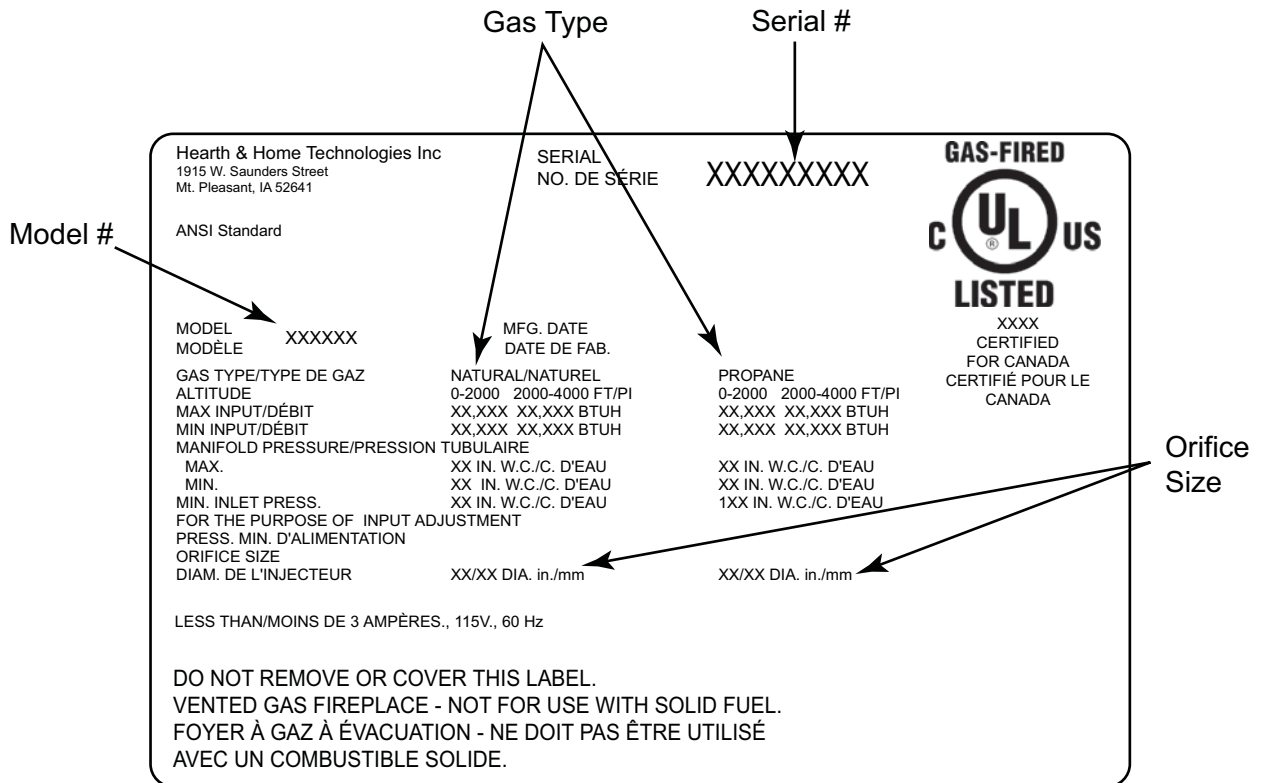 Gas Type
Serial #
Hearth & Home Technologies Inc
1915 W. Saunders Street
Mt. Pleasant, IA 52641
SERIAL
NO. DE SÉRIE
XXXXXXXXX
GAS-FIRED
C UL US
®
LISTED
ANSI Standard
Model #
MODEL
MODÈLE
XXXXXX
MFG. DATE
DATE DE FAB.
XXXX
CERTIFIED
FOR CANADA
CERTIFIÉ POUR LE
CANADA
GAS TYPE/TYPE DE GAZ NATURAL/NATUREL PROPANE
ALTITUDE 0-2000 2000-4000 FT/PI 0-2000 2000-4000 FT/PI
MAX INPUT/DÉBIT XX,XXX XX,XXX BTUH XX,XXX XX,XXX BTUH
MIN INPUT/DÉBIT XX,XXX XX,XXX BTUH XX,XXX XX,XXX BTUH
MANIFOLD PRESSURE/PRESSION TUBULAIRE
MAX. XX IN. W.C./C. D'EAU XX IN. W.C./C. D'EAU
MIN. XX IN. W.C./C. D'EAU XX IN. W.C./C. D'EAU
MIN. INLET PRESS. XX IN. W.C./C. D'EAU 1XX IN. W.C./C. D'EAU
FOR THE PURPOSE OF INPUT ADJUSTMENT
PRESS. MIN. D'ALIMENTATION
ORIFICE SIZE
DIAM. DE L'INJECTEUR XX/XX DIA. in./mm XX/XX DIA. in./mm
Orifice
Size
LESS THAN/MOINS DE 3 AMPÈRES., 115V., 60 Hz
DO NOT REMOVE OR COVER THIS LABEL.
VENTED GAS FIREPLACE - NOT FOR USE WITH SOLID FUEL.
FOYER À GAZ À ÉVACUATION - NE DOIT PAS ÊTRE UTILISÉ
AVEC UN COMBUSTIBLE SOLIDE.